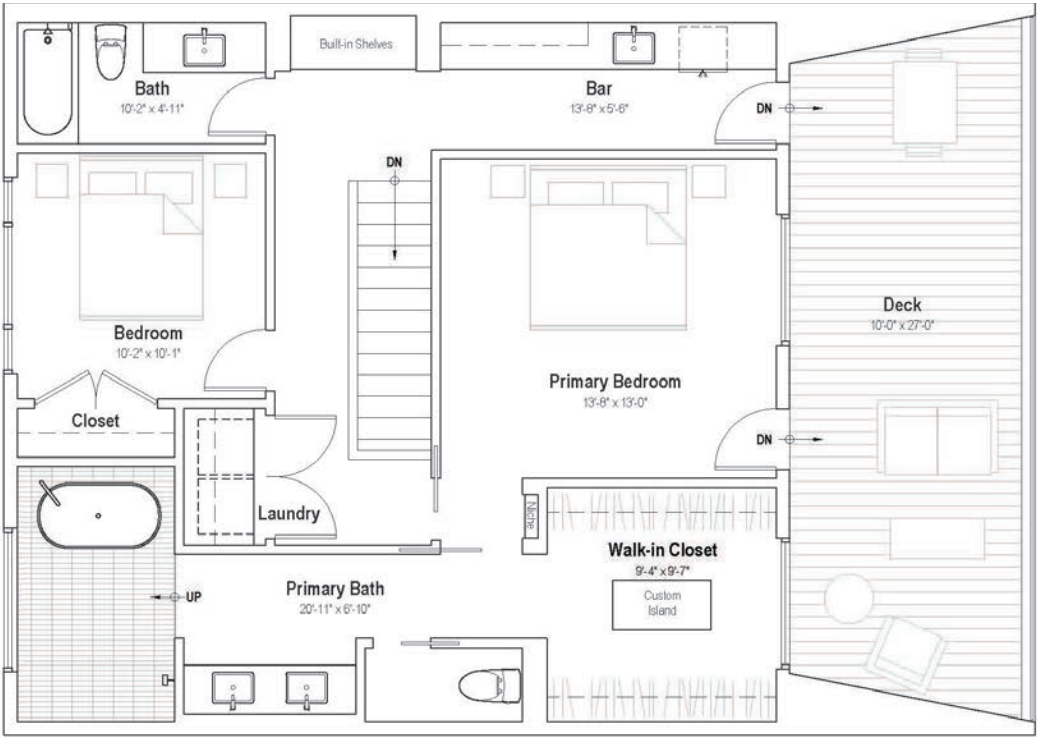 Built-in Shelves
Bath
10'-2" x 4'-11"
Bar
13'-8" x 5'-6"
DN
DN
Bedroom
10'-2" x 10'-1"
Deck
10'-0" x 27'-0"
Primary Bedroom
13'-8" x 13'-0"
Closet
DN
Laundry
Niche
Walk-in Closet
9'-4" x 9'-7"
Custom
Island
Primary Bath
20'-11" x 6'-10"
UP